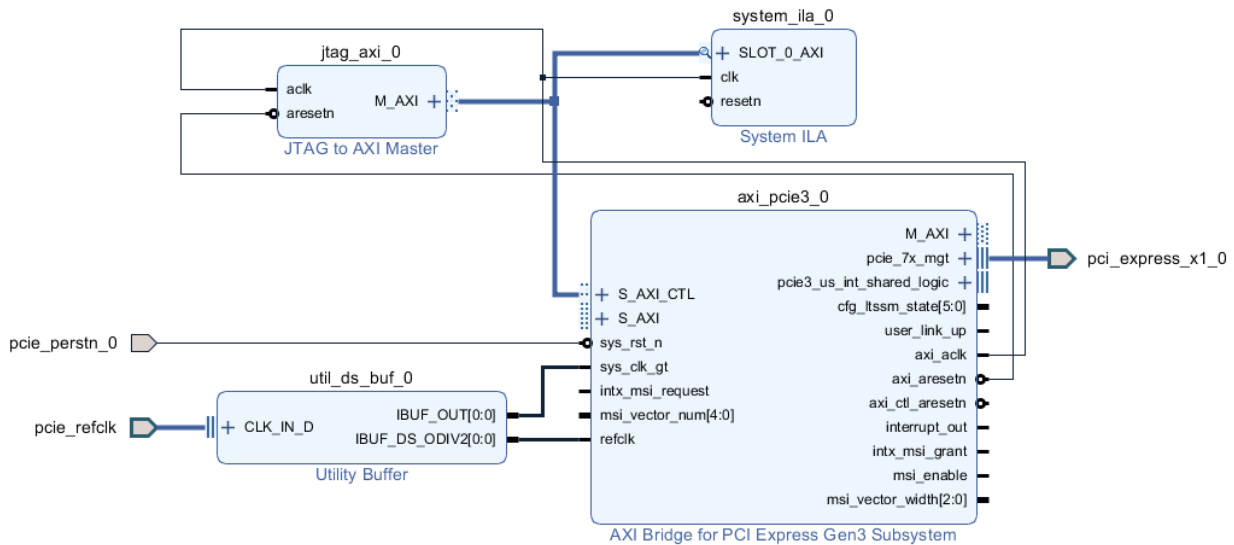 system_ila_0
SLOT_0_AXI
clk
resetn
System ILA
jtag_axi_0
aclk
M_AXI
aresetn
JTAG to AXI Master
axi_pcie3_0
M_AXI
pcie_7x_mgt
pcie3_us_int_shared_logic
S_AXI_CTL
cfg_ltssm_state[5:0]
S_AXI
user_link_up
sys_rst_n
axi_aclk
sys_clk_gt
axi_aresetn
intx_msi_request
axi_ctl_aresetn
msi_vector_num[4:0]
interrupt_out
refclk
intx_msi_grant
msi_enable
msi_vector_width[2:0]
AXI Bridge for PCI Express Gen3 Subsystem
pci_express_x1_0
pcie_perstn_0
util_ds_buf_0
pcie_refclk
CLK_IN_D
IBUF_OUT[0:0]
IBUF_DS_ODIV2[0:0]
Utility Buffer